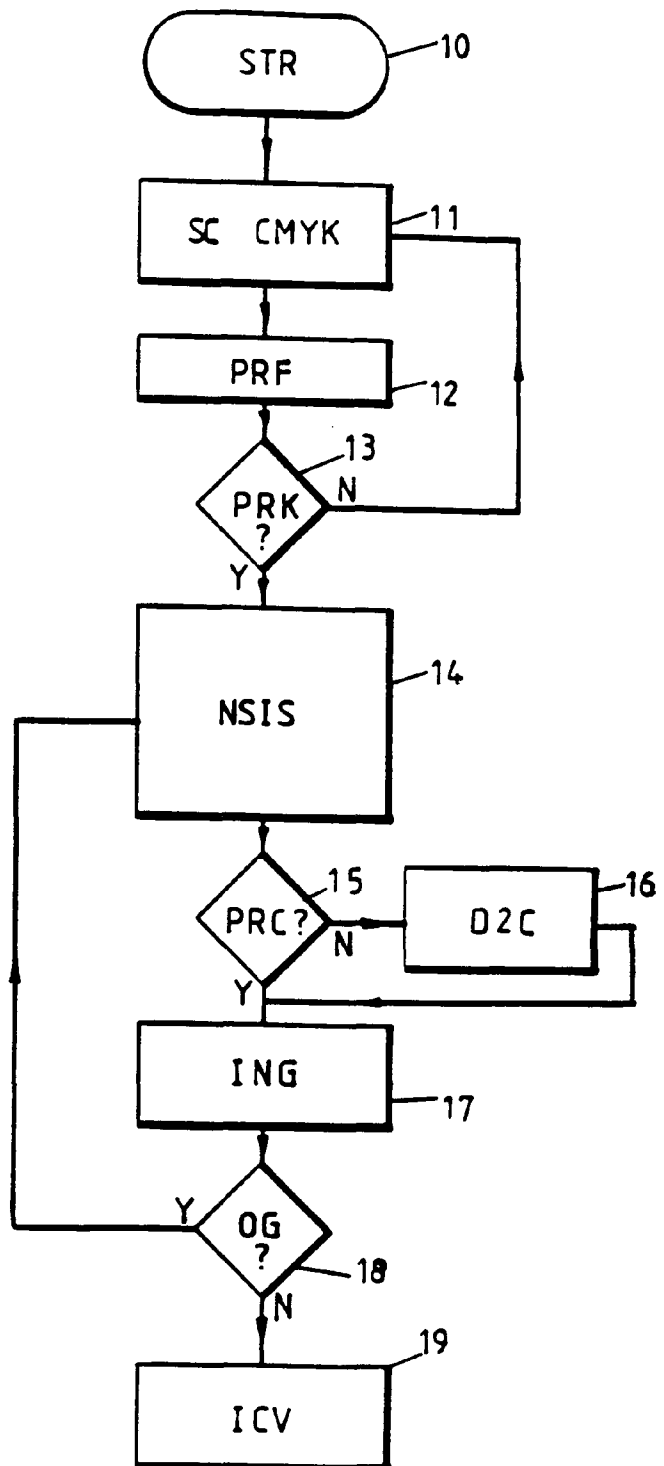 STR
10
SC CMYK
11
PRF
12
13
PRK
?
N
Y
NSIS
14
15
PRC?
N
Y
D2C
16
ING
17
Y
OG
?
18
N
19
ICV